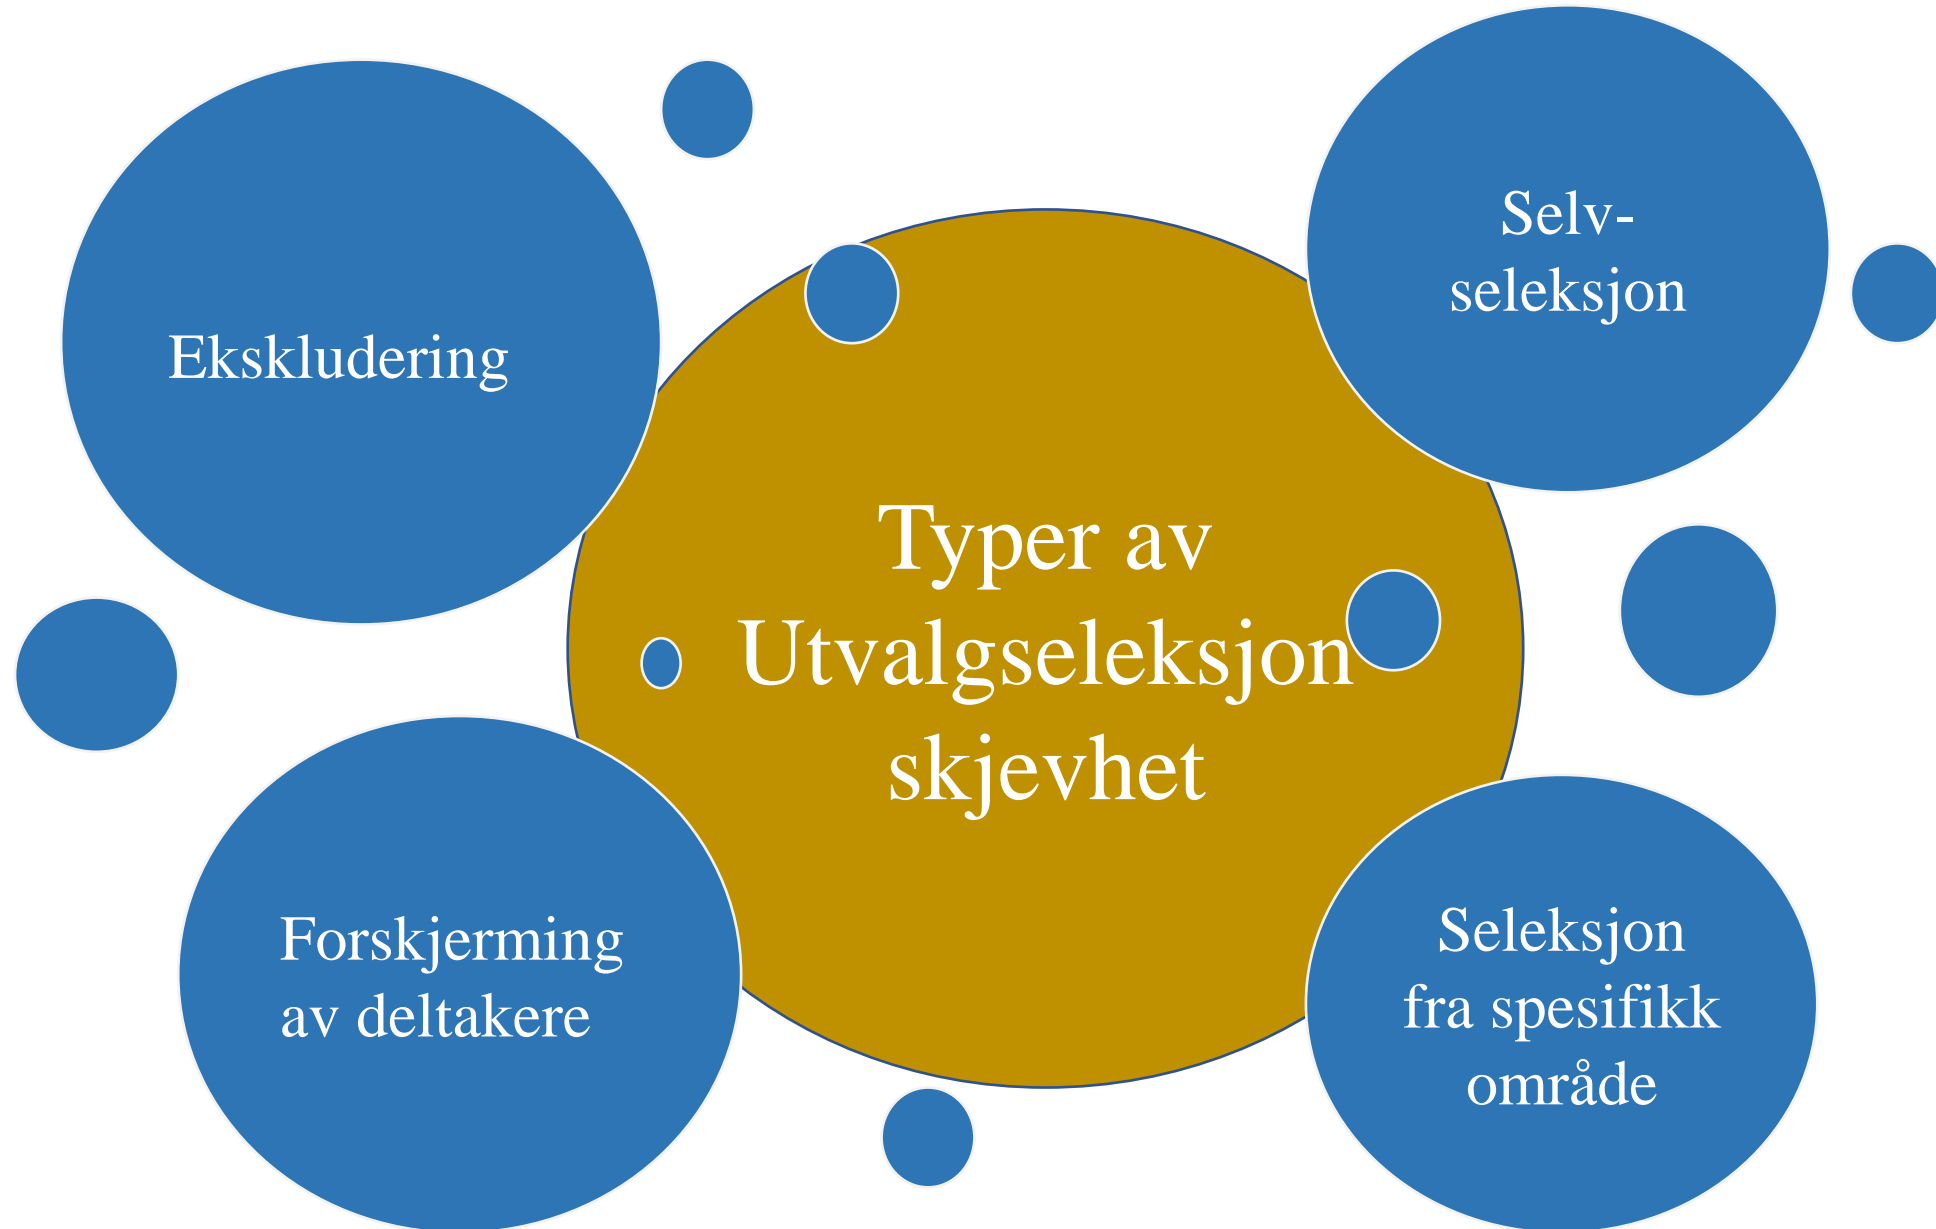 Ekskludering
Selv-
seleksjon
Typer av
Utvalgseleksjon
skjevhet
Forskjerming
av deltakere
Seleksjon
fra spesifikk
område